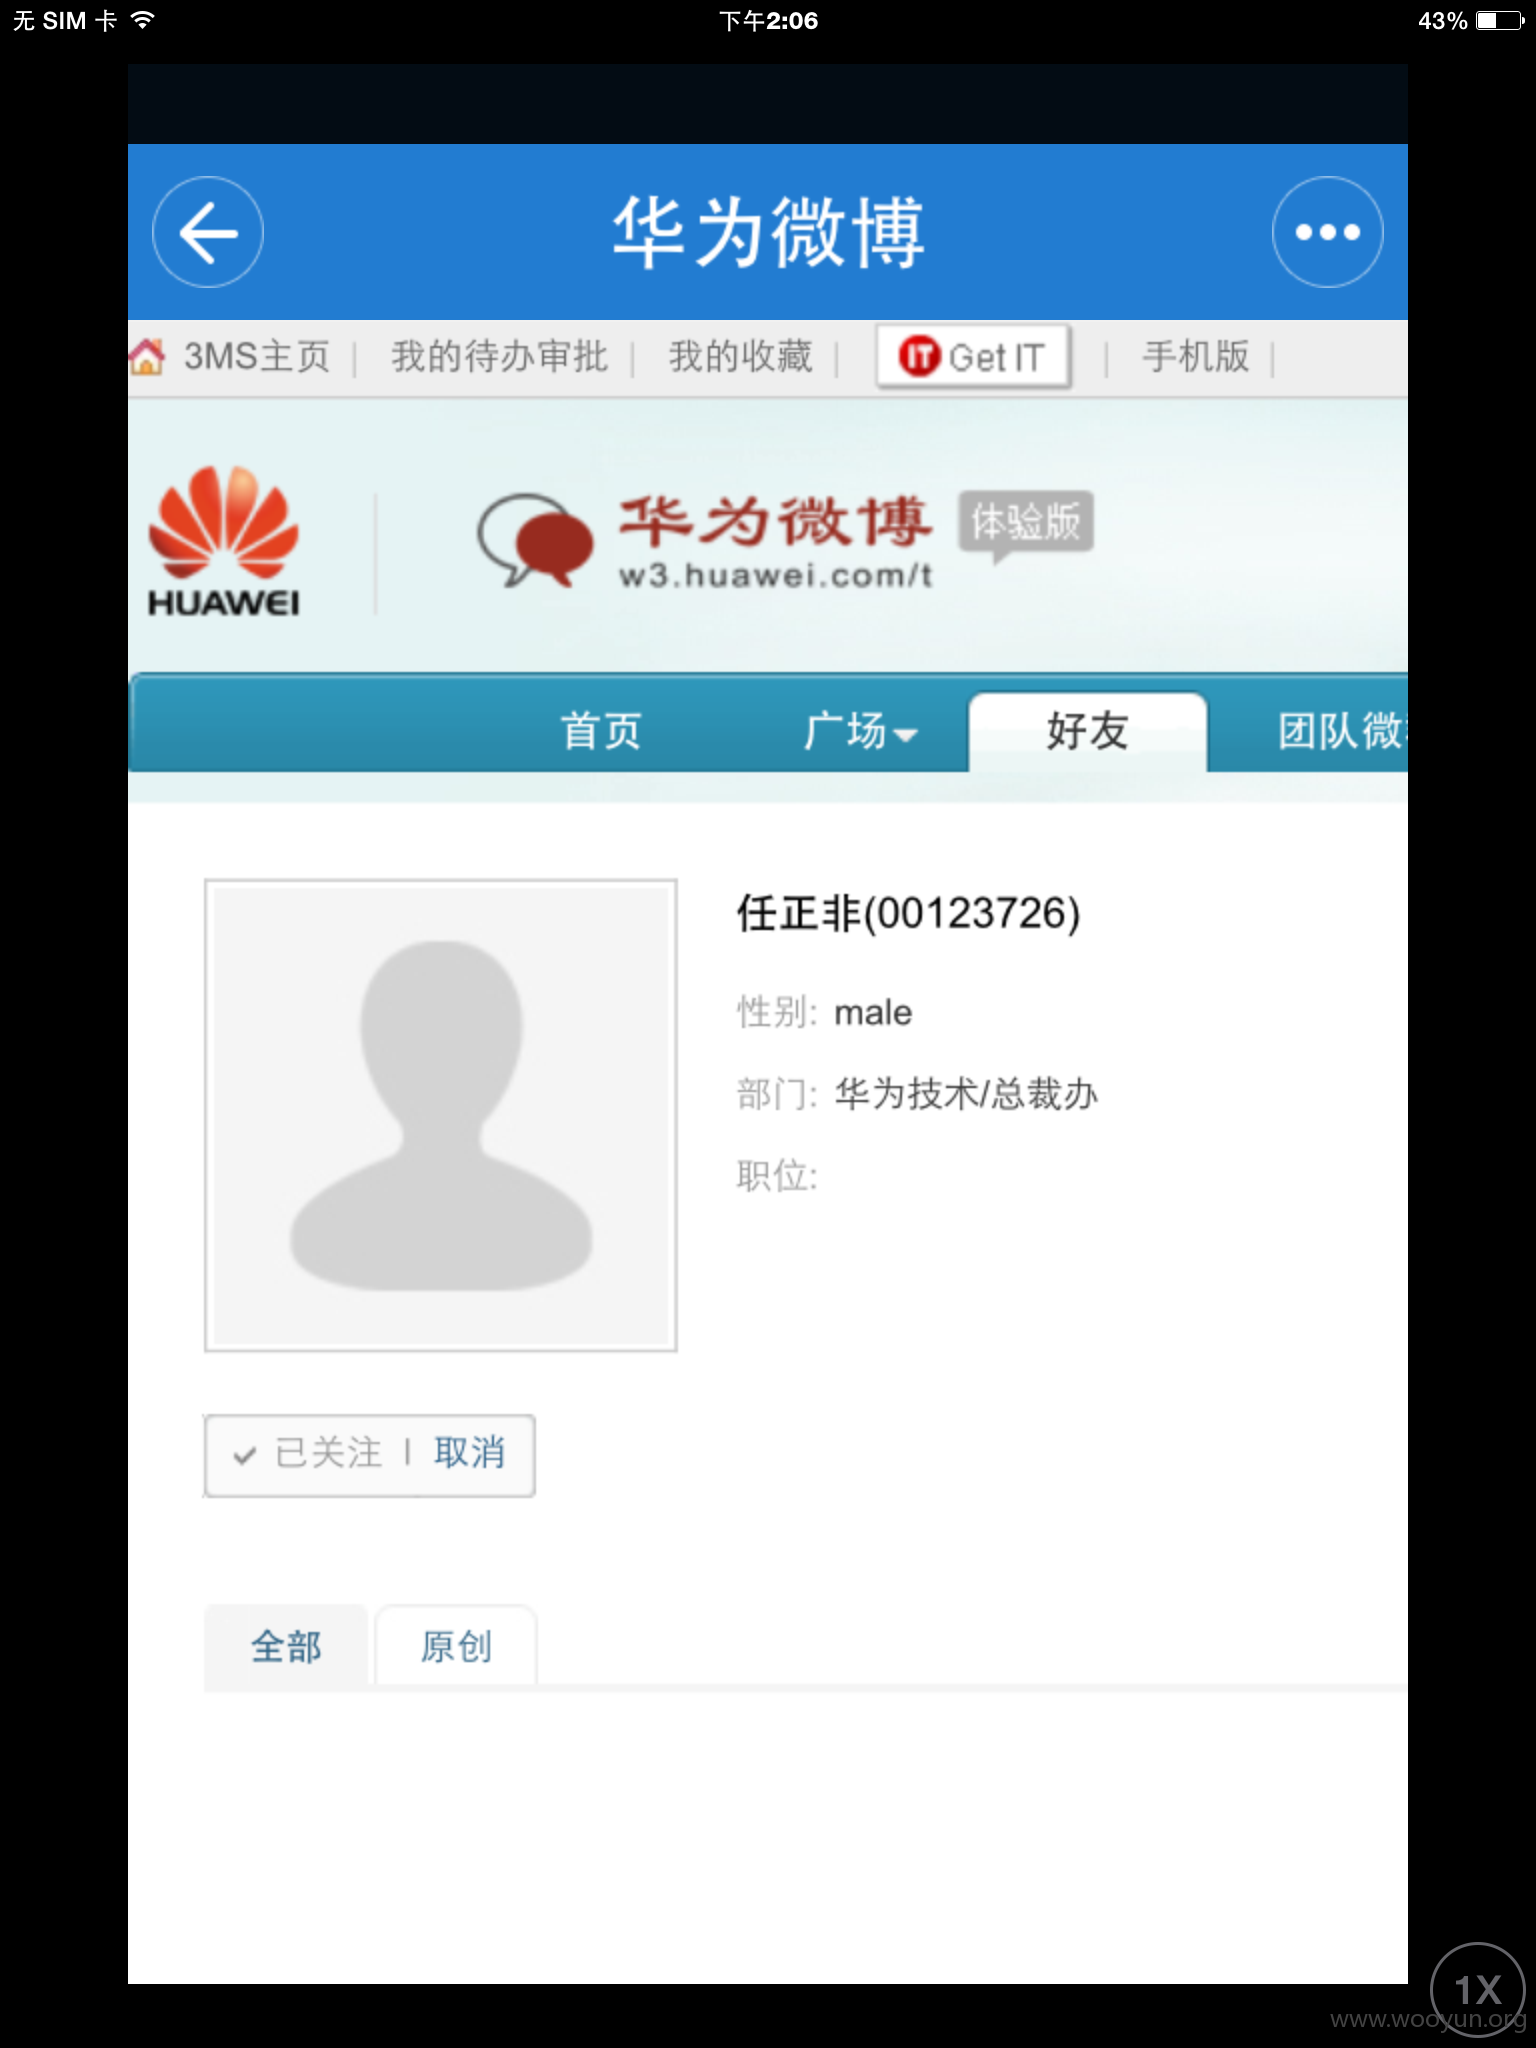 无 SIM 卡 下午2:06 43%
华为微博
3MS主页 | 我的待办审批 | 我的收藏 | IT Get IT | 手机版 |
华为微博 体验版
HUAWEI w3.huawei.com/t
首页 广场 好友 团队微
任正非(00123726)
性别: male
部门: 华为技术/总裁办
职位:
已关注 | 取消
全部 原创
1X
www.wooyun.org